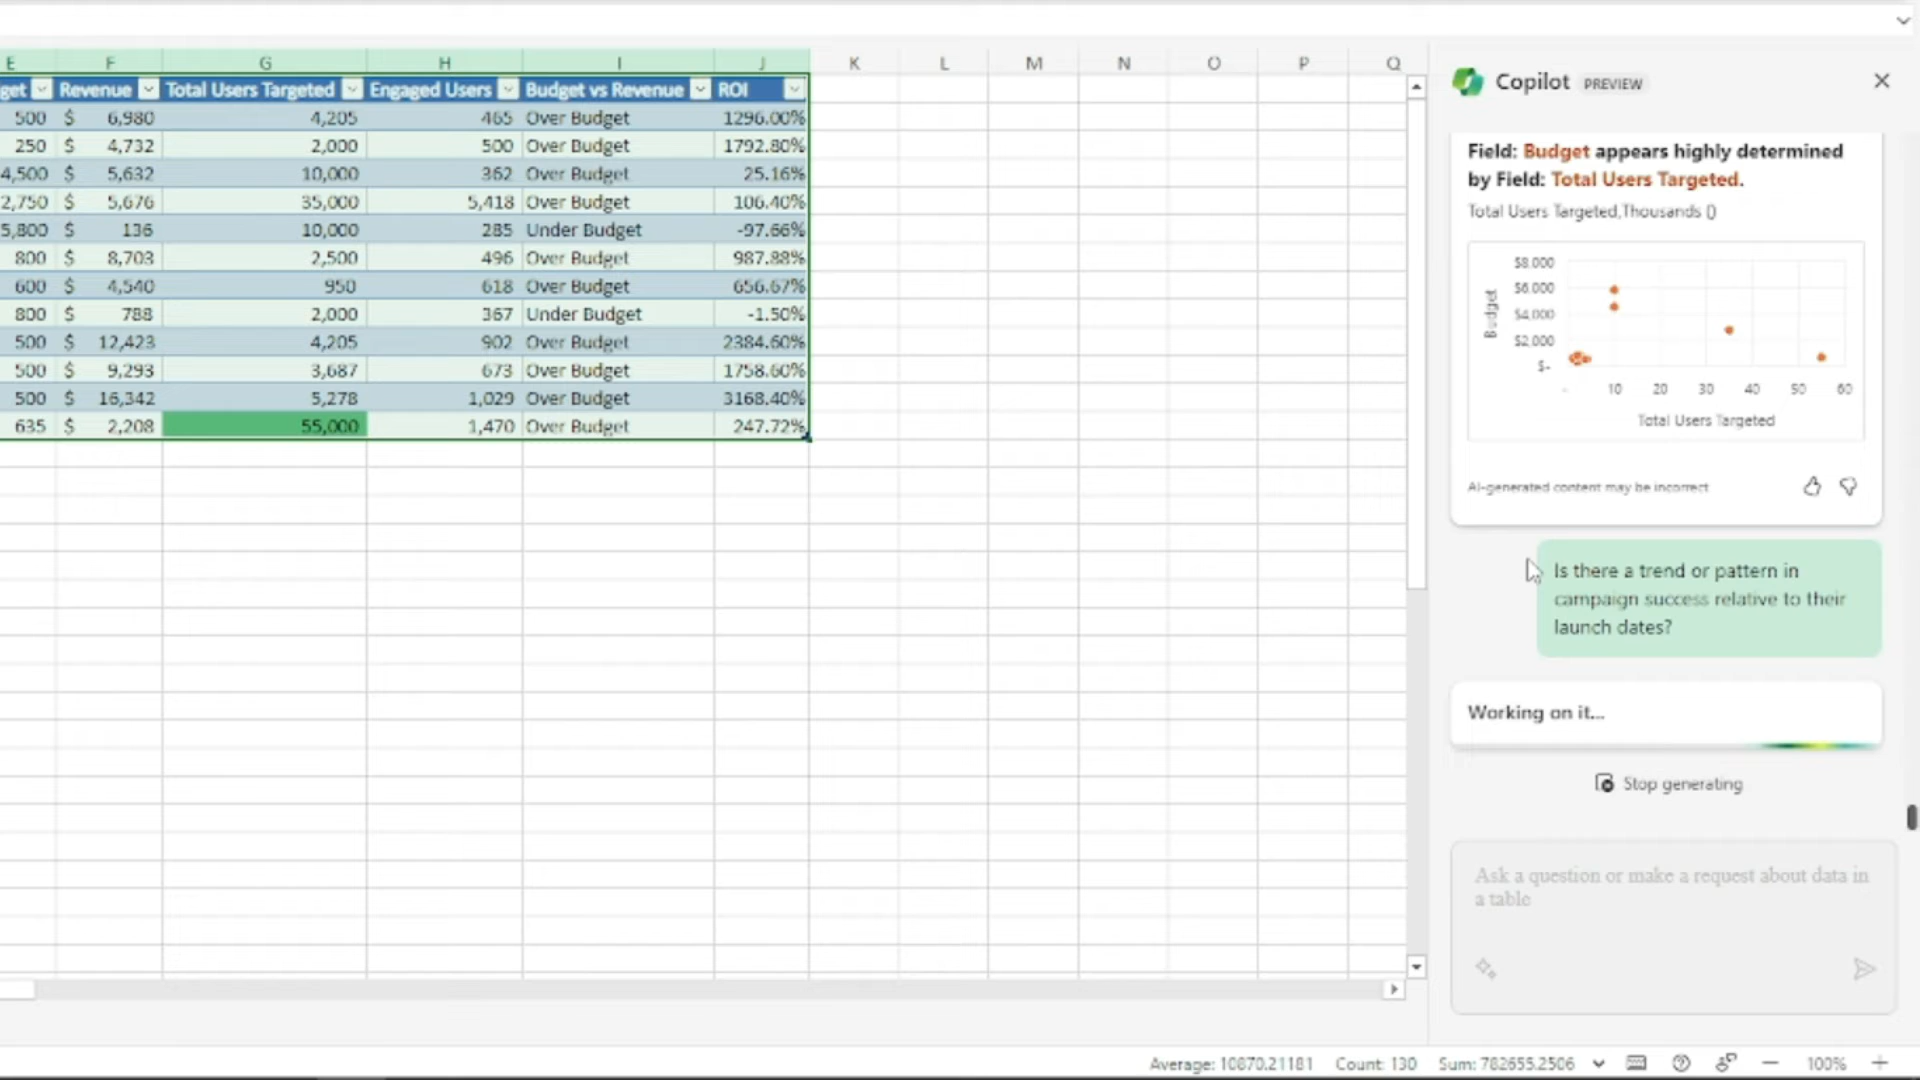 E F G H I J K L M N O P Q
get Revenue Total Users Targeted Engaged Users Budget vs Revenue ROI
500 $ 6,980 4,205 465 Over Budget 1296.00%
250 $ 4,732 2,000 500 Over Budget 1792.80%
4,500 $ 5,632 10,000 362 Over Budget 25.16%
2,750 $ 5,676 35,000 5,418 Over Budget 106.40%
5,800 $ 136 10,000 285 Under Budget -97.66%
800 $ 8,703 2,500 496 Over Budget 987.88%
600 $ 4,540 950 618 Over Budget 656.67%
800 $ 788 2,000 367 Under Budget -1.50%
500 $ 12,423 4,205 902 Over Budget 2384.60%
500 $ 9,293 3,687 673 Over Budget 1758.60%
500 $ 16,342 5,278 1,029 Over Budget 3168.40%
635 $ 2,208 55,000 1,470 Over Budget 247.72%
Copilot PREVIEW
Field: Budget appears highly determined
by Field: Total Users Targeted.
Total Users Targeted,Thousands ()
Budget
$8,000
$6,000
$4,000
$2,000
$-
- 10 20 30 40 50 60
Total Users Targeted
AI-generated content may be incorrect
Is there a trend or pattern in
campaign success relative to their
launch dates?
Working on it...
Stop generating
Ask a question or make a request about data in
a table
Average: 10870.21181 Count: 130 Sum: 782655.2506 100%